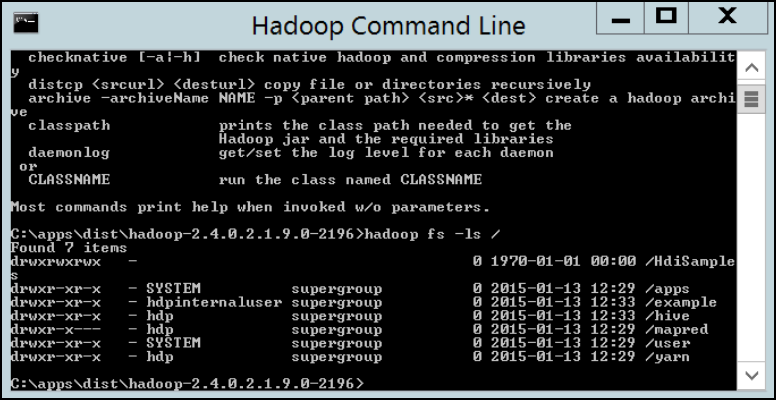 Hadoop Command Line
checknative [-a|-h]  check native hadoop and compression libraries availabilit
y
distcp <srcurl> <desturl> copy file or directories recursively
archive -archiveName NAME -p <parent path> <src>* <dest> create a hadoop archi
ve
classpath            prints the class path needed to get the
Hadoop jar and the required libraries
daemonlog            get/set the log level for each daemon
or
CLASSNAME            run the class named CLASSNAME
Most commands print help when invoked w/o parameters.
C:\apps\dist\hadoop-2.4.0.2.1.9.0-2196>hadoop fs -ls /
Found 7 items
drwxrwxrwx   -                                     0 1970-01-01 00:00 /HdiSample
s
drwxr-xr-x   - SYSTEM          supergroup          0 2015-01-13 12:29 /apps
drwxr-xr-x   - hdpinternaluser supergroup          0 2015-01-13 12:33 /example
drwxr-xr-x   - hdp             supergroup          0 2015-01-13 12:33 /hive
drwxr-x---   - hdp             supergroup          0 2015-01-13 12:29 /mapred
drwxr-xr-x   - SYSTEM          supergroup          0 2015-01-13 12:29 /user
drwxr-xr-x   - hdp             supergroup          0 2015-01-13 12:29 /yarn
C:\apps\dist\hadoop-2.4.0.2.1.9.0-2196>